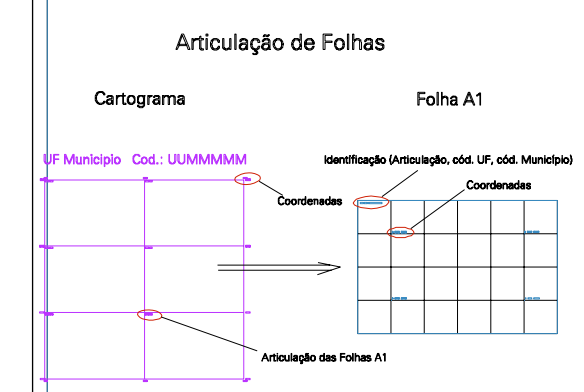 Articulação de Folhas
Cartograma
Folha A1
UF Municipio Cod.: UUMMMMM
Identificação (Articulação, cód. UF, cód. Município)
Coordenadas
Coordenadas
Articulação das Folhas A1